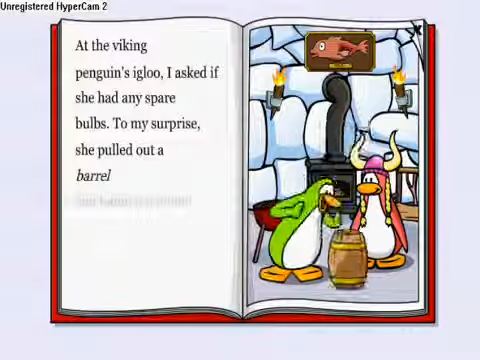 Unregistered HyperCam 2
At the viking
penguin's igloo, I asked if
she had any spare
bulbs. To my surprise,
she pulled out a
barrel